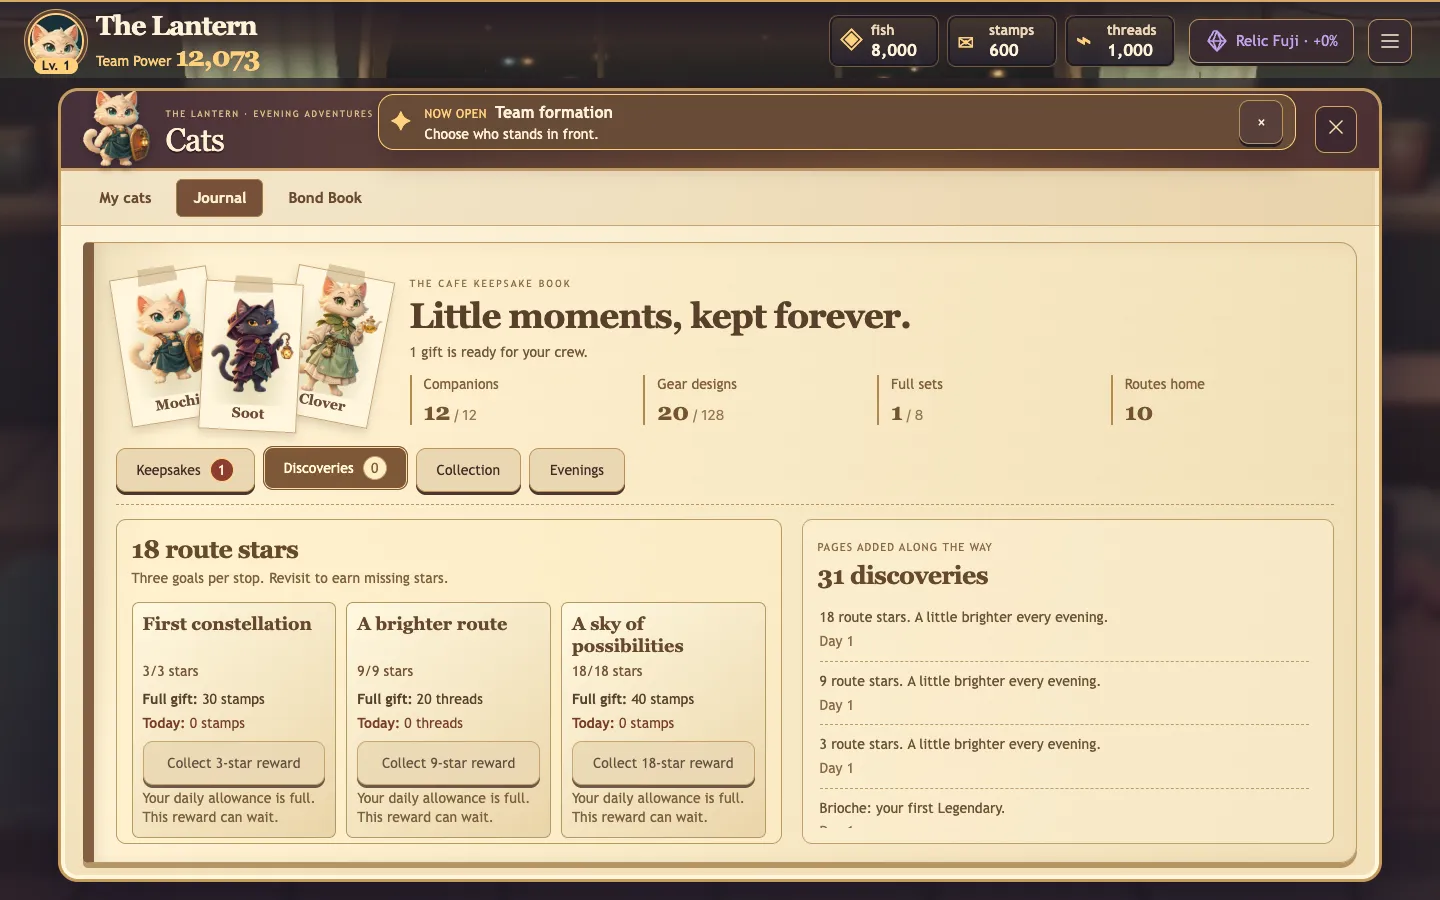 The Lantern
Team Power 12,073
Lv. 1
fish
8,000
stamps
600
threads
1,000
Relic Fuji · +0%
THE LANTERN · EVENING ADVENTURES
Cats
NOW OPEN Team formation
Choose who stands in front.
×
My cats
Journal
Bond Book
Mochi
Soot
Clover
THE CAFE KEEPSAKE BOOK
Little moments, kept forever.
1 gift is ready for your crew.
Companions
12 / 12
Gear designs
20 / 128
Full sets
1 / 8
Routes home
10
Keepsakes 1
Discoveries 0
Collection
Evenings
18 route stars
Three goals per stop. Revisit to earn missing stars.
First constellation
3/3 stars
Full gift: 30 stamps
Today: 0 stamps
Collect 3-star reward
Your daily allowance is full.
This reward can wait.
A brighter route
9/9 stars
Full gift: 20 threads
Today: 0 threads
Collect 9-star reward
Your daily allowance is full.
This reward can wait.
A sky of
possibilities
18/18 stars
Full gift: 40 stamps
Today: 0 stamps
Collect 18-star reward
Your daily allowance is full.
This reward can wait.
PAGES ADDED ALONG THE WAY
31 discoveries
18 route stars. A little brighter every evening.
Day 1
9 route stars. A little brighter every evening.
Day 1
3 route stars. A little brighter every evening.
Day 1
Brioche: your first Legendary.